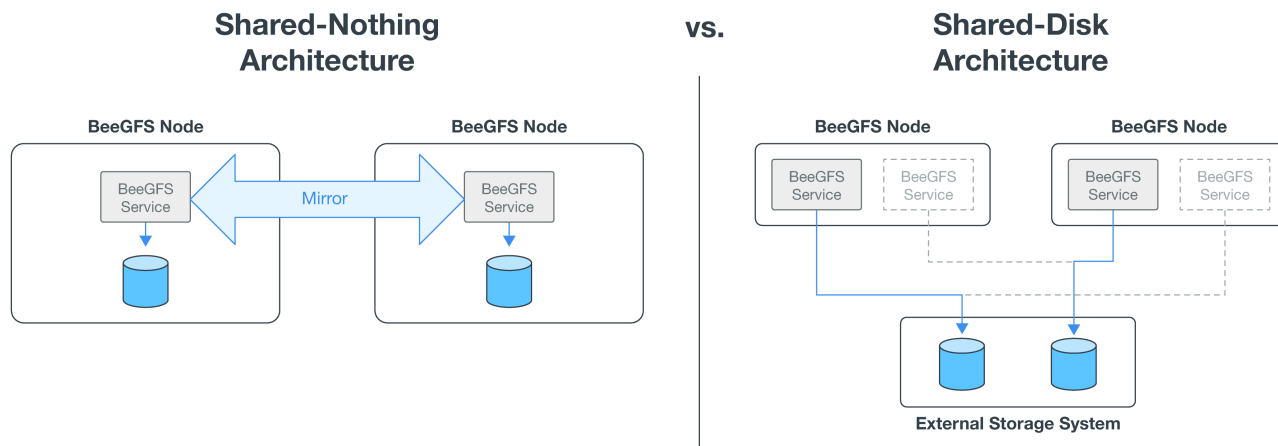 Shared-Nothing
Architecture
vs.
Shared-Disk
Architecture
BeeGFS Node
BeeGFS Node
BeeGFS
Service
Mirror
BeeGFS
Service
BeeGFS Node
BeeGFS Node
BeeGFS
Service
BeeGFS
Service
BeeGFS
Service
BeeGFS
Service
External Storage System